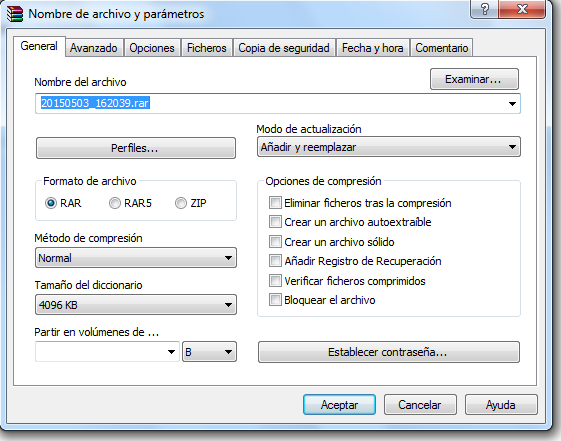 Nombre de archivo y parámetros
General Avanzado Opciones Ficheros Copia de seguridad Fecha y hora Comentario
Nombre del archivo
Examinar...
20150503_162039.rar
Perfiles...
Modo de actualización
Añadir y reemplazar
Formato de archivo
RAR RAR5 ZIP
Método de compresión
Normal
Tamaño del diccionario
4096 KB
Partir en volúmenes de ...
B
Opciones de compresión
Eliminar ficheros tras la compresión
Crear un archivo autoextraíble
Crear un archivo sólido
Añadir Registro de Recuperación
Verificar ficheros comprimidos
Bloquear el archivo
Establecer contraseña...
Aceptar Cancelar Ayuda